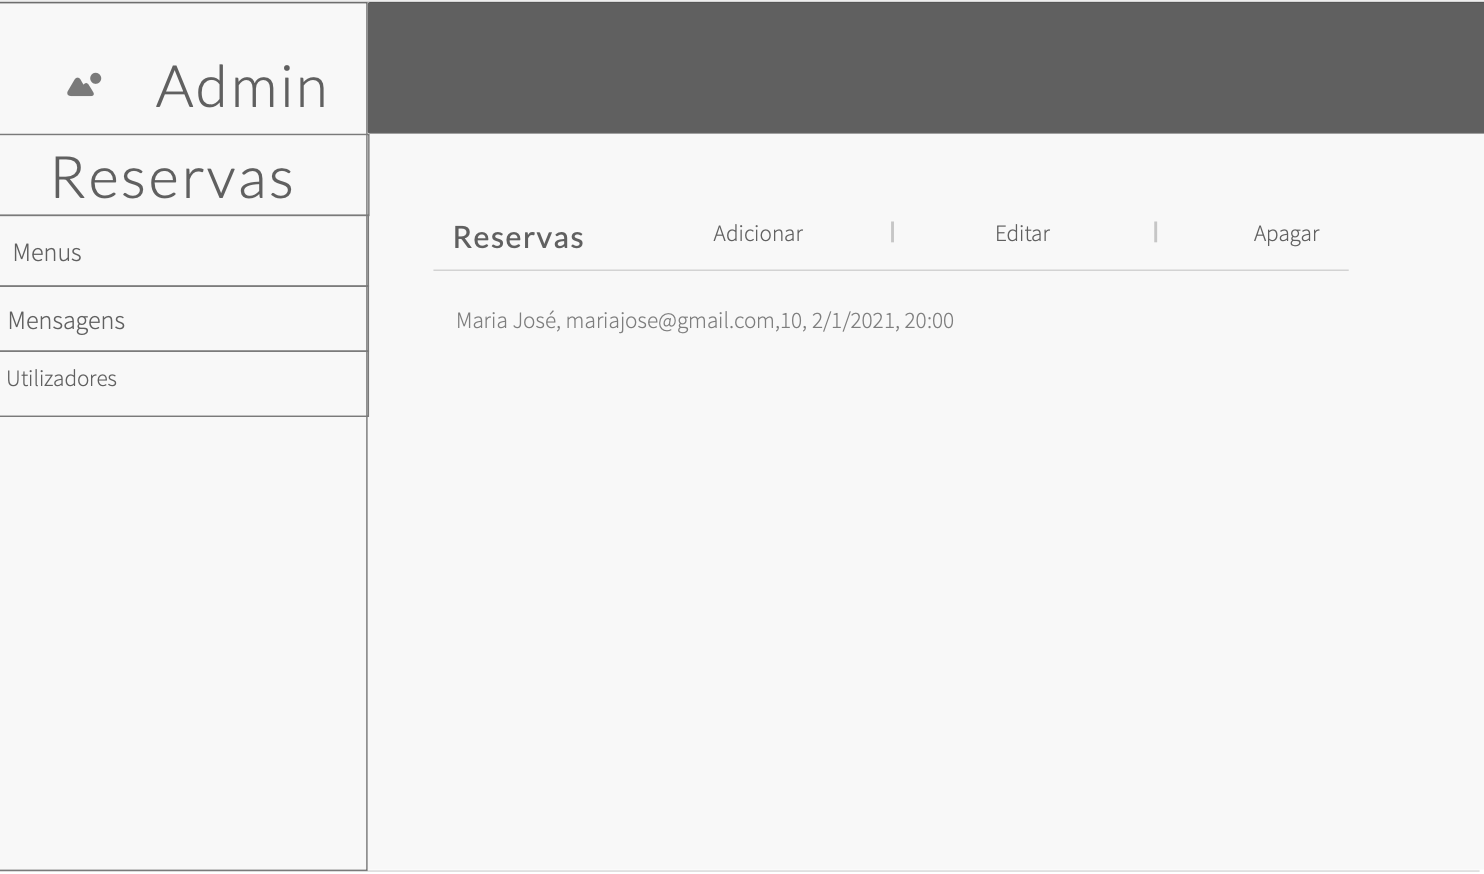 Admin
Reservas
Menus
Mensagens
Utilizadores
Reservas Adicionar | Editar | Apagar
Maria José, mariajose@gmail.com,10, 2/1/2021, 20:00